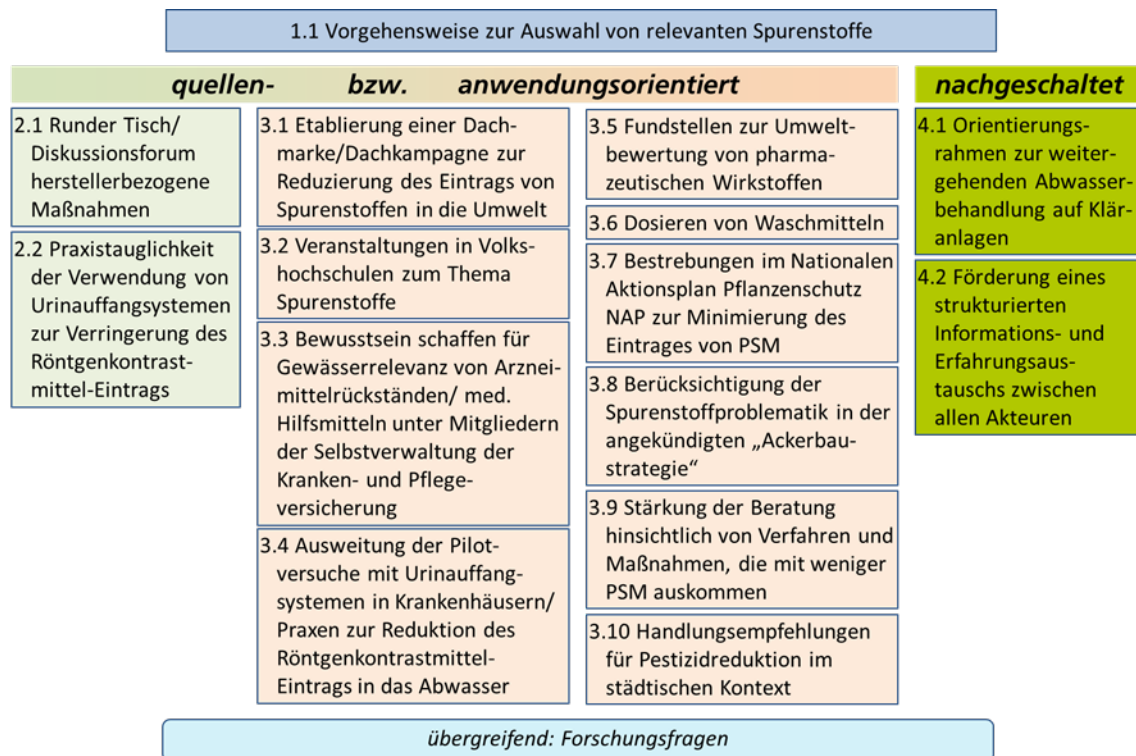 1.1 Vorgehensweise zur Auswahl von relevanten Spurenstoffe
quellen- bzw. anwendungsorientiert
nachgeschaltet
2.1 Runder Tisch/
Diskussionsforum
herstellerbezogene
Maßnahmen
2.2 Praxistauglichkeit
der Verwendung von
Urinauffangsystemen
zur Verringerung des
Röntgenkontrast-
mittel-Eintrags
3.1 Etablierung einer Dach-
marke/Dachkampagne zur
Reduzierung des Eintrags von
Spurenstoffen in die Umwelt
3.2 Veranstaltungen in Volks-
hochschulen zum Thema
Spurenstoffe
3.3 Bewusstsein schaffen für
Gewässerrelevanz von Arznei
mittelrückständen/ med.
Hilfsmitteln unter Mitgliedern
der Selbstverwaltung der
Kranken- und Pflege-
versicherung
3.4 Ausweitung der Pilot-
versuche mit Urinauffang-
systemen in Krankenhäusern/
Praxen zur Reduktion des
Röntgenkontrastmittel-
Eintrags in das Abwasser
3.5 Fundstellen zur Umwelt-
bewertung von pharma-
zeutischen Wirkstoffen
3.6 Dosieren von Waschmitteln
3.7 Bestrebungen im Nationalen
Aktionsplan Pflanzenschutz
NAP zur Minimierung des
Eintrages von PSM
3.8 Berücksichtigung der
Spurenstoffproblematik in der
angekündigten „Ackerbau-
strategie“
3.9 Stärkung der Beratung
hinsichtlich von Verfahren und
Maßnahmen, die mit weniger
PSM auskommen
3.10 Handlungsempfehlungen
für Pestizidreduktion im
städtischen Kontext
4.1 Orientierungs-
rahmen zur weiter-
gehenden Abwasser-
behandlung auf Klär-
anlagen
4.2 Förderung eines
strukturierten
Informations- und
Erfahrungsaus-
tauschs zwischen
allen Akteuren
übergreifend: Forschungsfragen